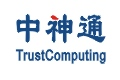 中神通
TrustComputing